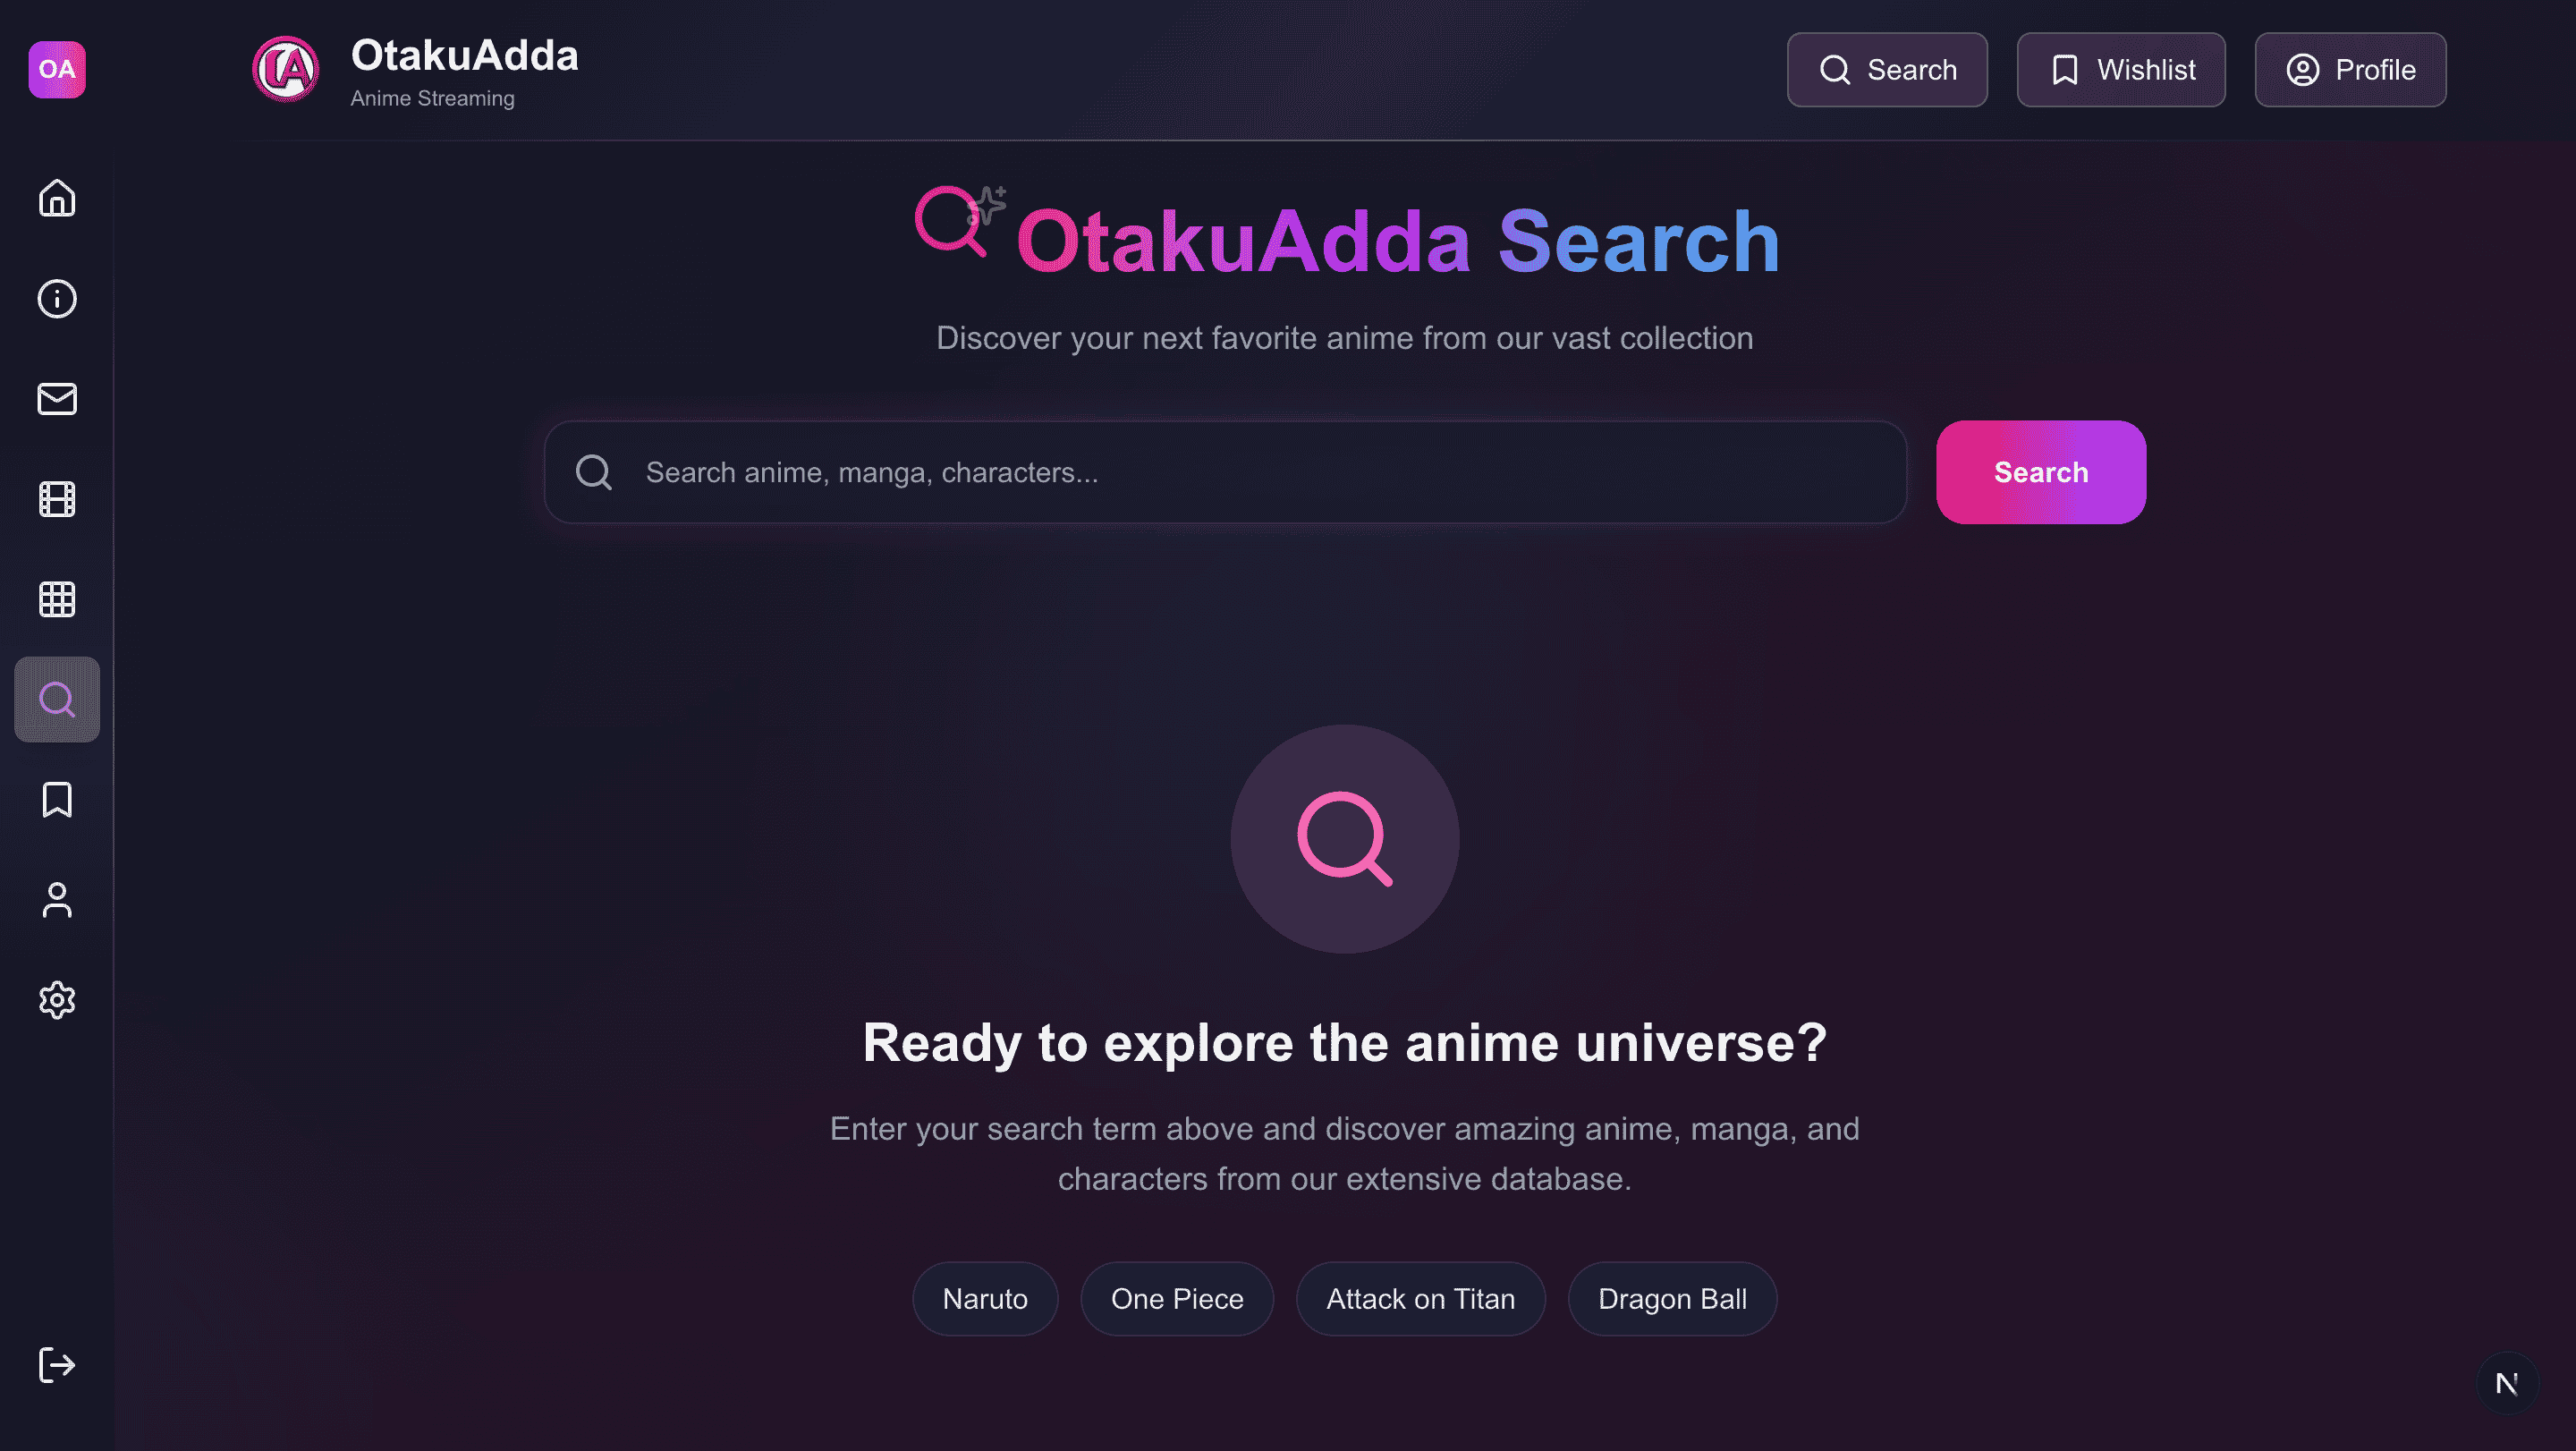 OA
OtakuAdda
Anime Streaming
Search
Wishlist
Profile
OtakuAdda Search
Discover your next favorite anime from our vast collection
Search anime, manga, characters...
Search
Ready to explore the anime universe?
Enter your search term above and discover amazing anime, manga, and
characters from our extensive database.
Naruto
One Piece
Attack on Titan
Dragon Ball
N